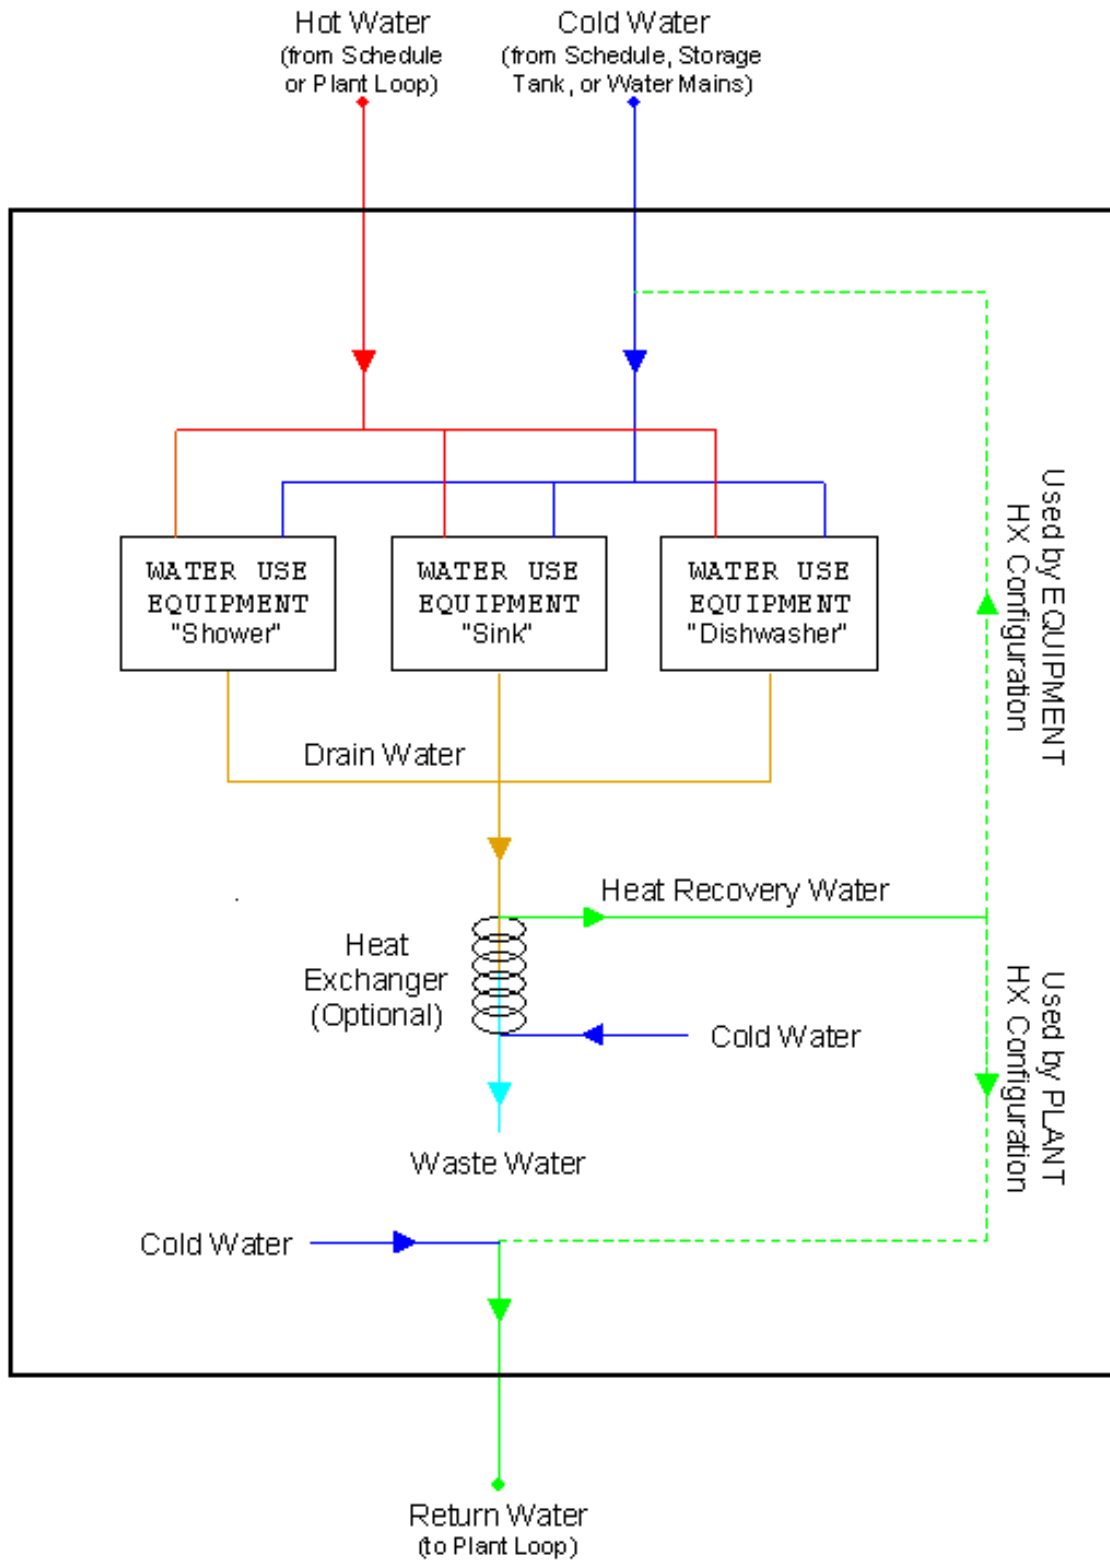 Hot Water
(from Schedule
or Plant Loop)
Cold Water
(from Schedule, Storage
Tank, or Water Mains)
WATER USE
EQUIPMENT
"Shower"
WATER USE
EQUIPMENT
"Sink"
WATER USE
EQUIPMENT
"Dishwasher"
Used by EQUIPMENT
HX Configuration
Drain Water
Heat Recovery Water
Heat
Exchanger
(Optional)
Cold Water
Used by PLANT
HX Configuration
Waste Water
Cold Water
Return Water
(to Plant Loop)